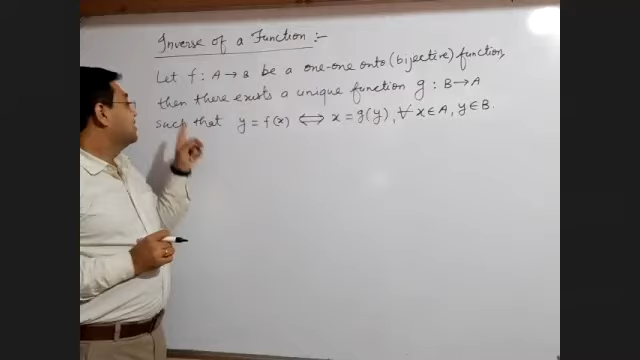 Inverse of a Function :-
Let f : A → B be a one-one onto (bijective) function,
then there exists a unique function g : B → A
such that y = f(x) ⟺ x = g(y), ∀ x ∈ A, y ∈ B.